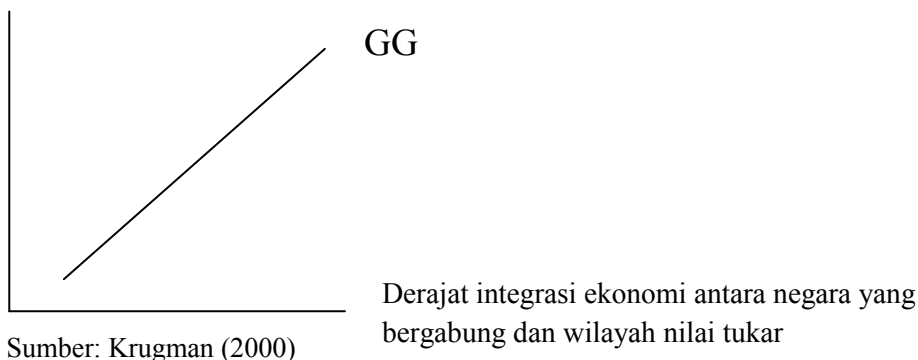 GG
Derajat integrasi ekonomi antara negara yang
bergabung dan wilayah nilai tukar
Sumber: Krugman (2000)